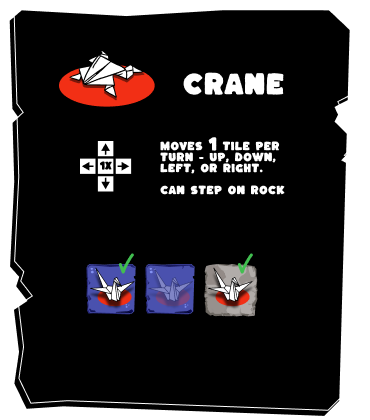 CRANE
1X
MOVES 1 TILE PER
TURN - UP, DOWN,
LEFT, OR RIGHT.
CAN STEP ON ROCK